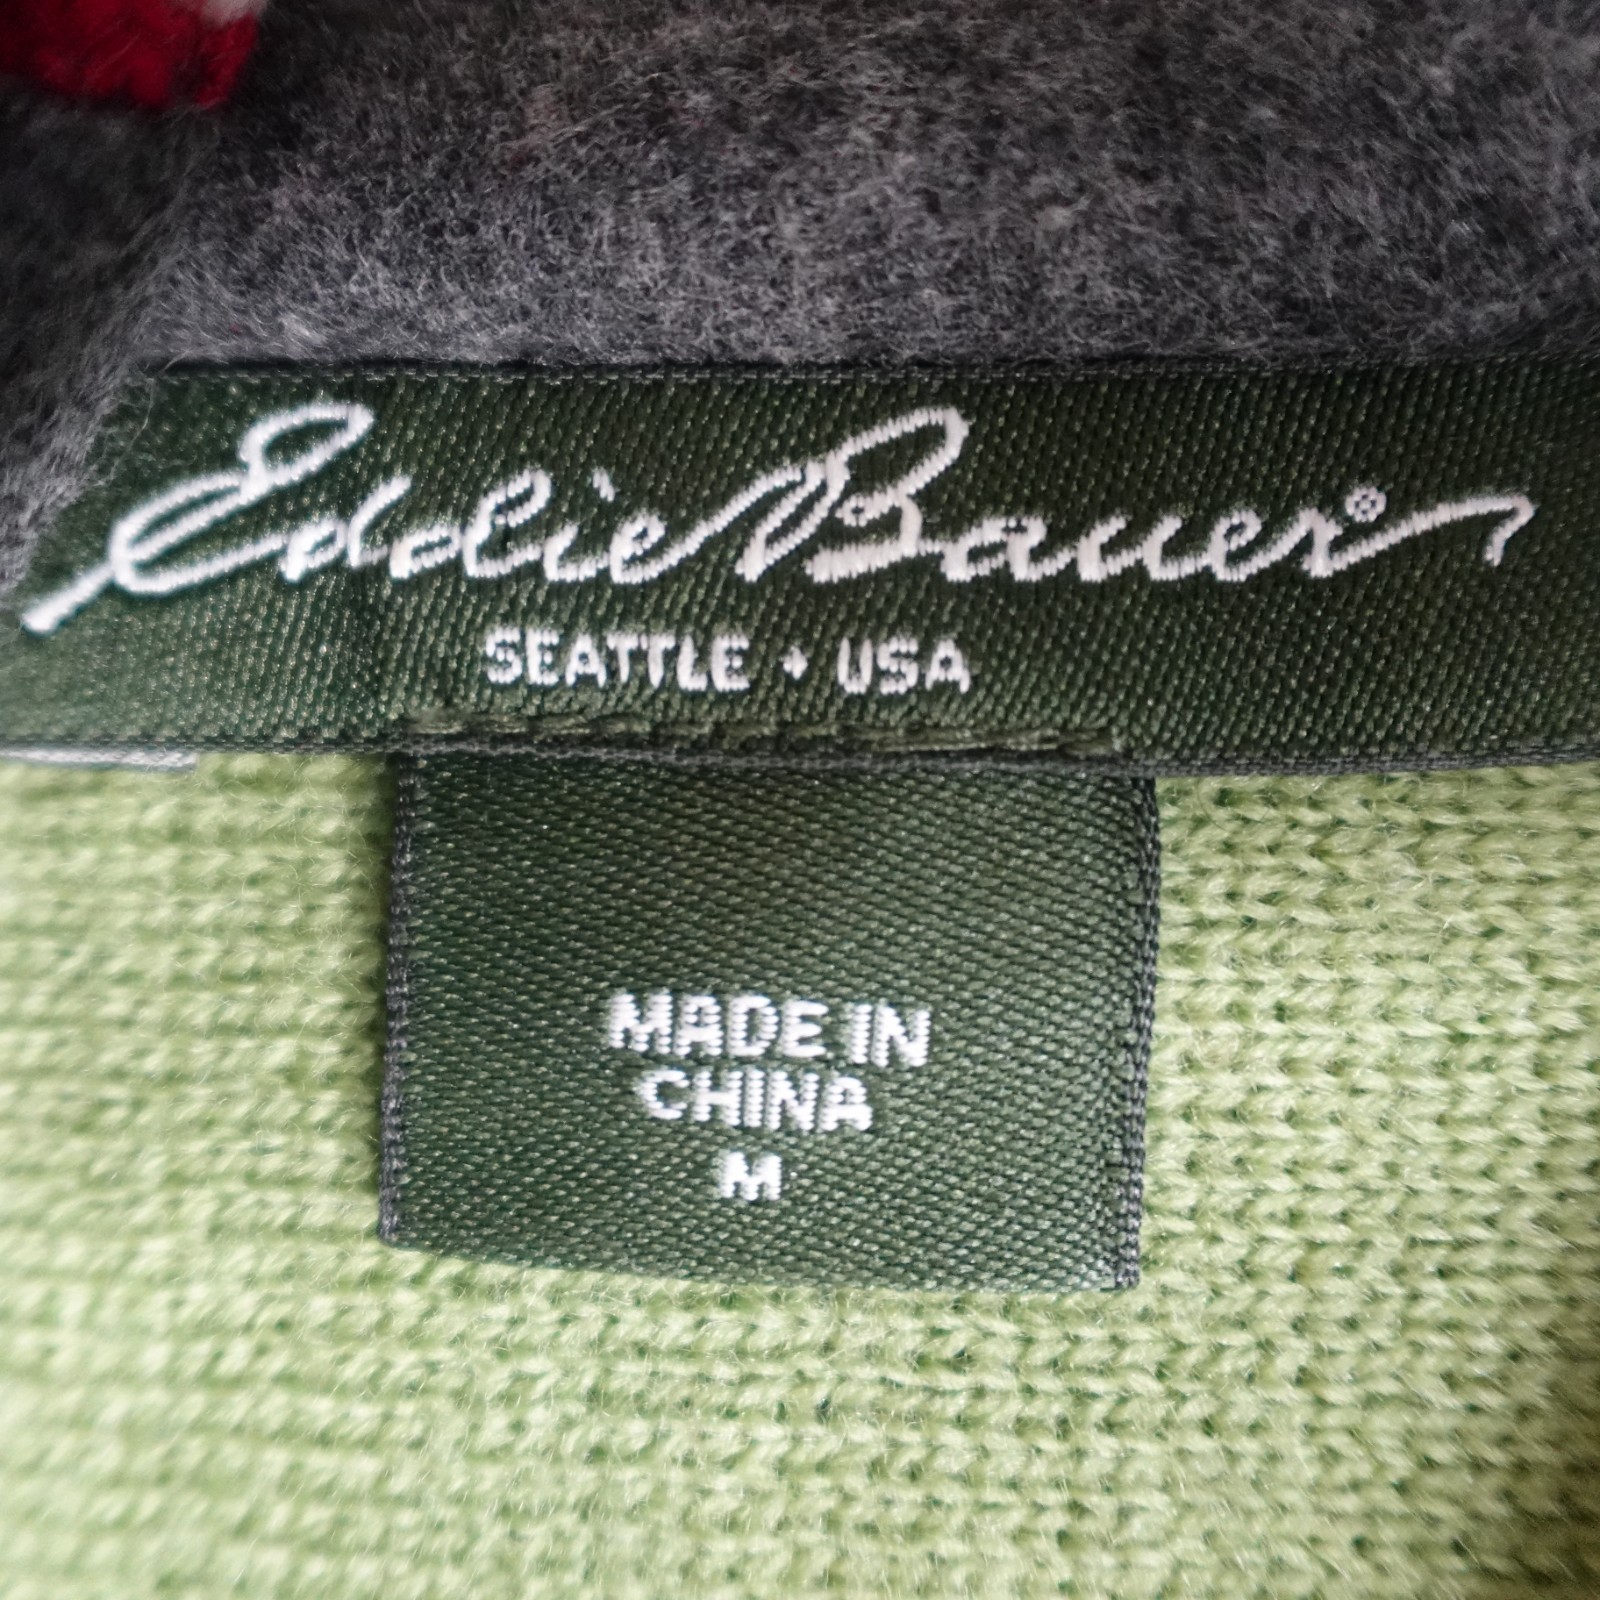 Eddie Bauer®
SEATTLE • USA
MADE IN
CHINA
M